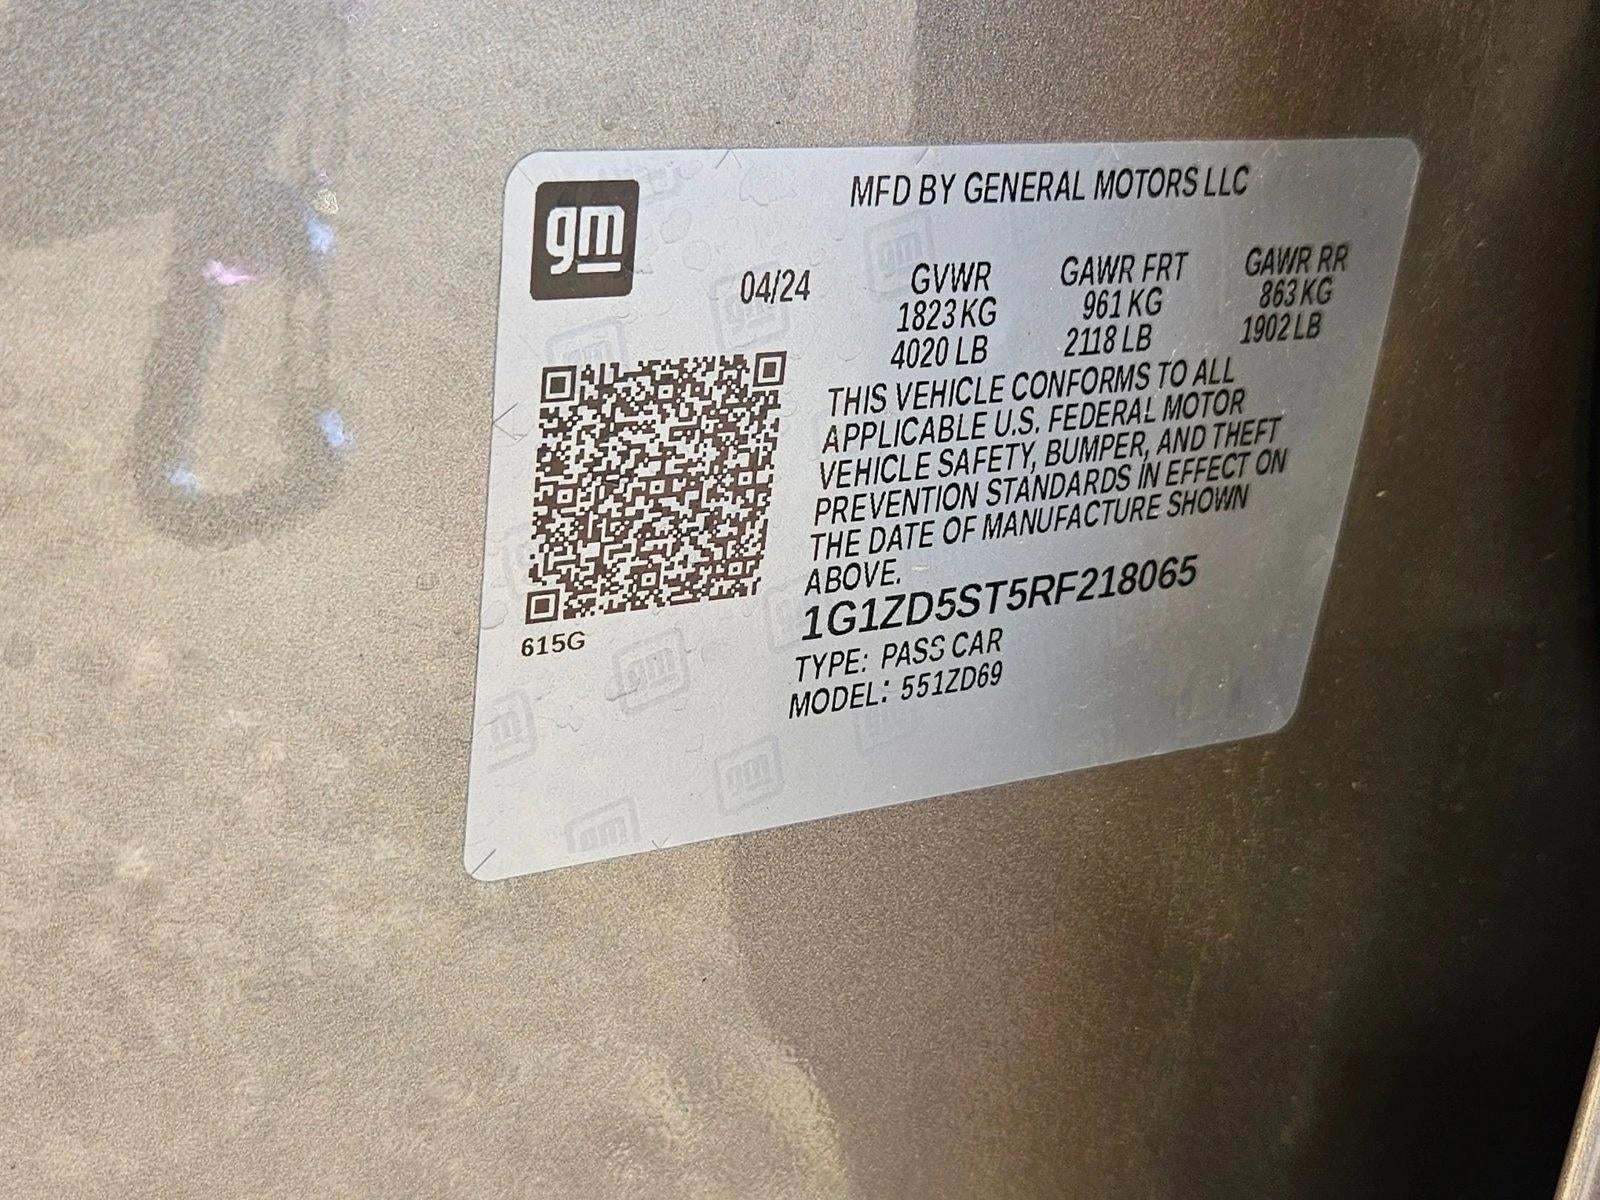 gm
MFD BY GENERAL MOTORS LLC
04/24
GVWR
1823 KG
4020 LB
GAWR FRT
961 KG
2118 LB
GAWR RR
863 KG
1902 LB
THIS VEHICLE CONFORMS TO ALL
APPLICABLE U.S. FEDERAL MOTOR
VEHICLE SAFETY, BUMPER, AND THEFT
PREVENTION STANDARDS IN EFFECT ON
THE DATE OF MANUFACTURE SHOWN
ABOVE.
1G1ZD5ST5RF218065
TYPE: PASS CAR
MODEL: 551ZD69
615G